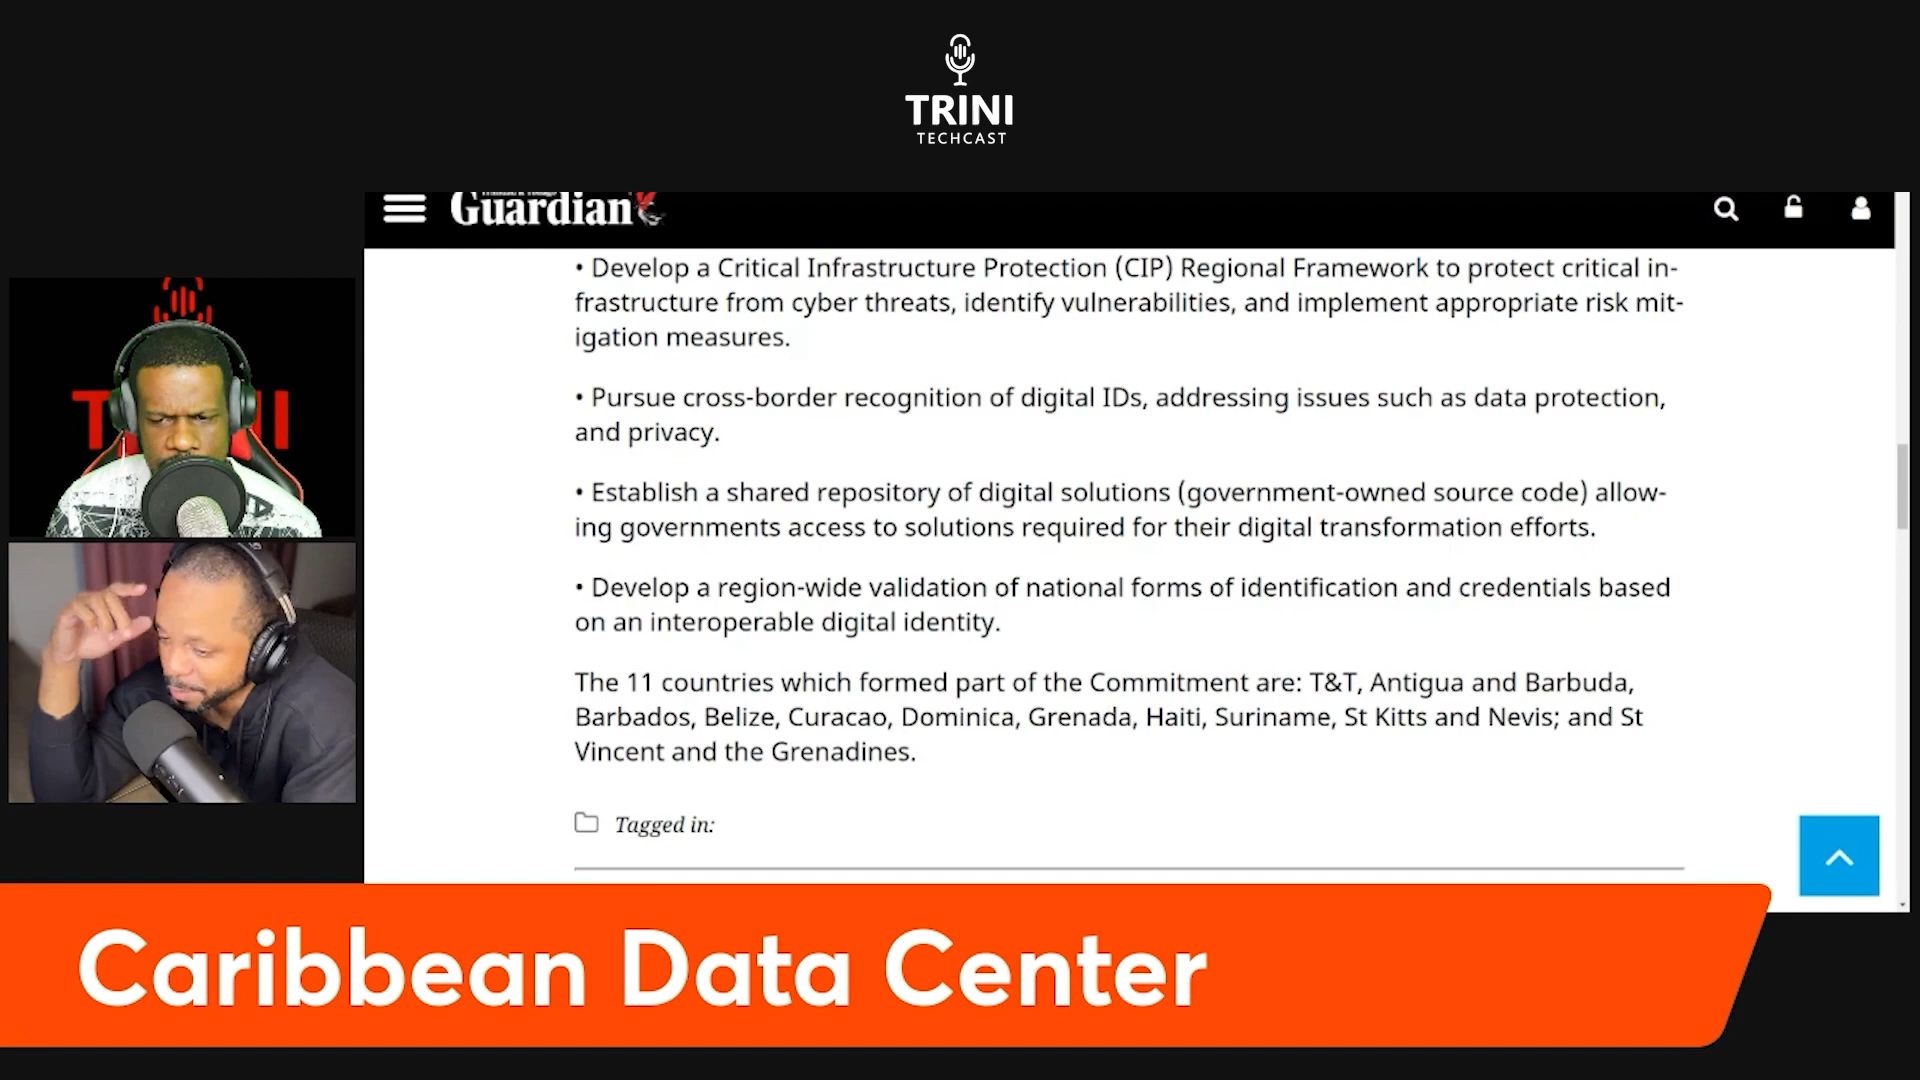 TRINI
TECHCAST
Guardian
• Develop a Critical Infrastructure Protection (CIP) Regional Framework to protect critical in-
frastructure from cyber threats, identify vulnerabilities, and implement appropriate risk mit-
igation measures.
• Pursue cross-border recognition of digital IDs, addressing issues such as data protection,
and privacy.
• Establish a shared repository of digital solutions (government-owned source code) allow-
ing governments access to solutions required for their digital transformation efforts.
• Develop a region-wide validation of national forms of identification and credentials based
on an interoperable digital identity.
The 11 countries which formed part of the Commitment are: T&T, Antigua and Barbuda,
Barbados, Belize, Curacao, Dominica, Grenada, Haiti, Suriname, St Kitts and Nevis; and St
Vincent and the Grenadines.
Tagged in:
Caribbean Data Center